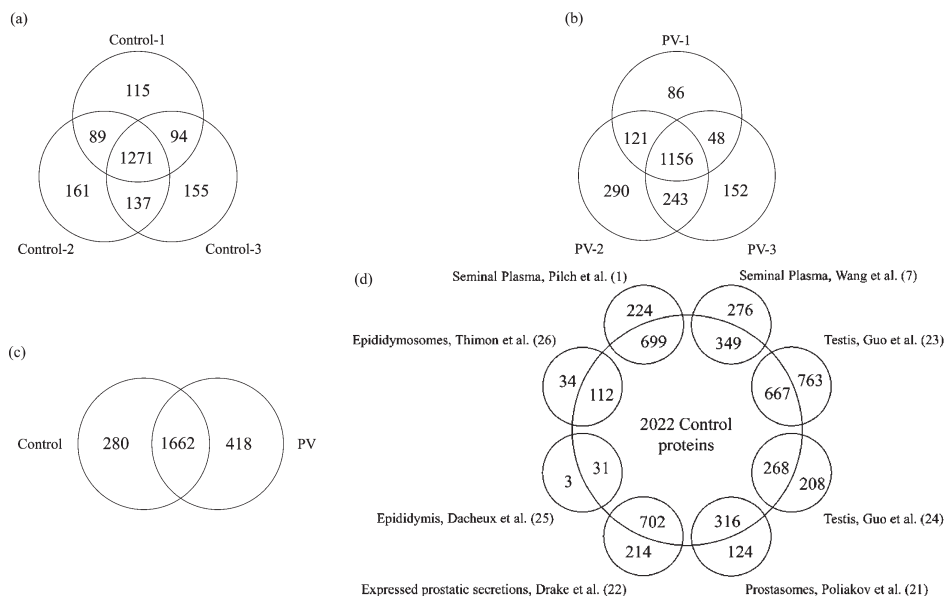 (a)
Control-1
115
89
94
1271
161
137
155
Control-2
Control-3
(b)
PV-1
86
121
48
1156
290
243
152
PV-2
PV-3
(c)
Control
280
1662
418
PV
(d)
Seminal Plasma, Pilch et al. (1)
Seminal Plasma, Wang et al. (7)
224
699
276
349
Epididymosomes, Thimon et al. (26)
Testis, Guo et al. (23)
34
112
763
667
2022 Control
proteins
31
3
268
208
Epididymis, Dacheux et al. (25)
Testis, Guo et al. (24)
702
214
316
124
Expressed prostatic secretions, Drake et al. (22)
Prostasomes, Poliakov et al. (21)